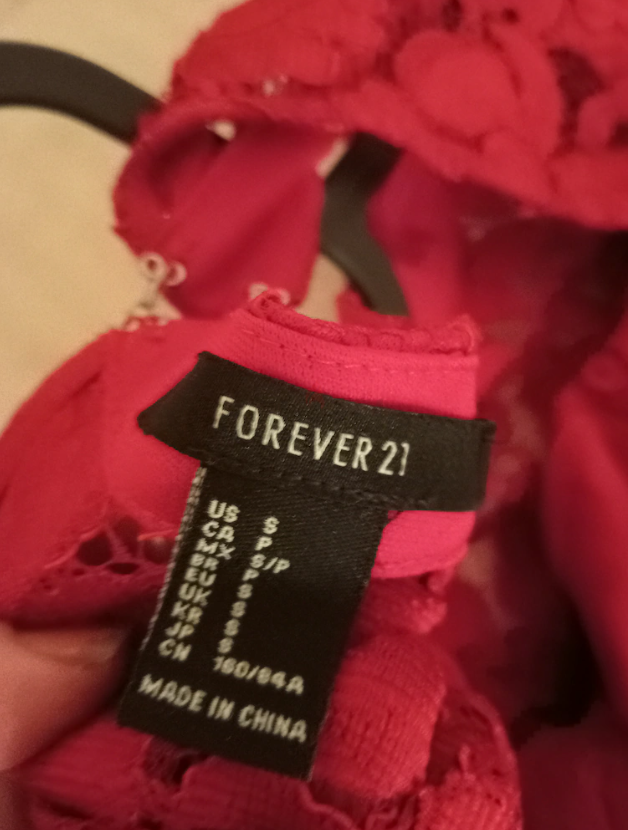 FOREVER 21
US S
CA P
MX S/P
BR P
EU S
UK S
KR S
JP S
CN 160/84A
MADE IN CHINA